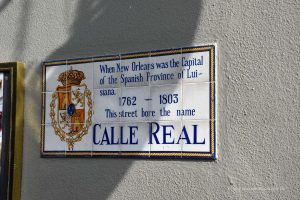 When New Orleans was the Capital
of the Spanish Province of Lui-
siana
1762 - 1803
This street bore the name
CALLE REAL